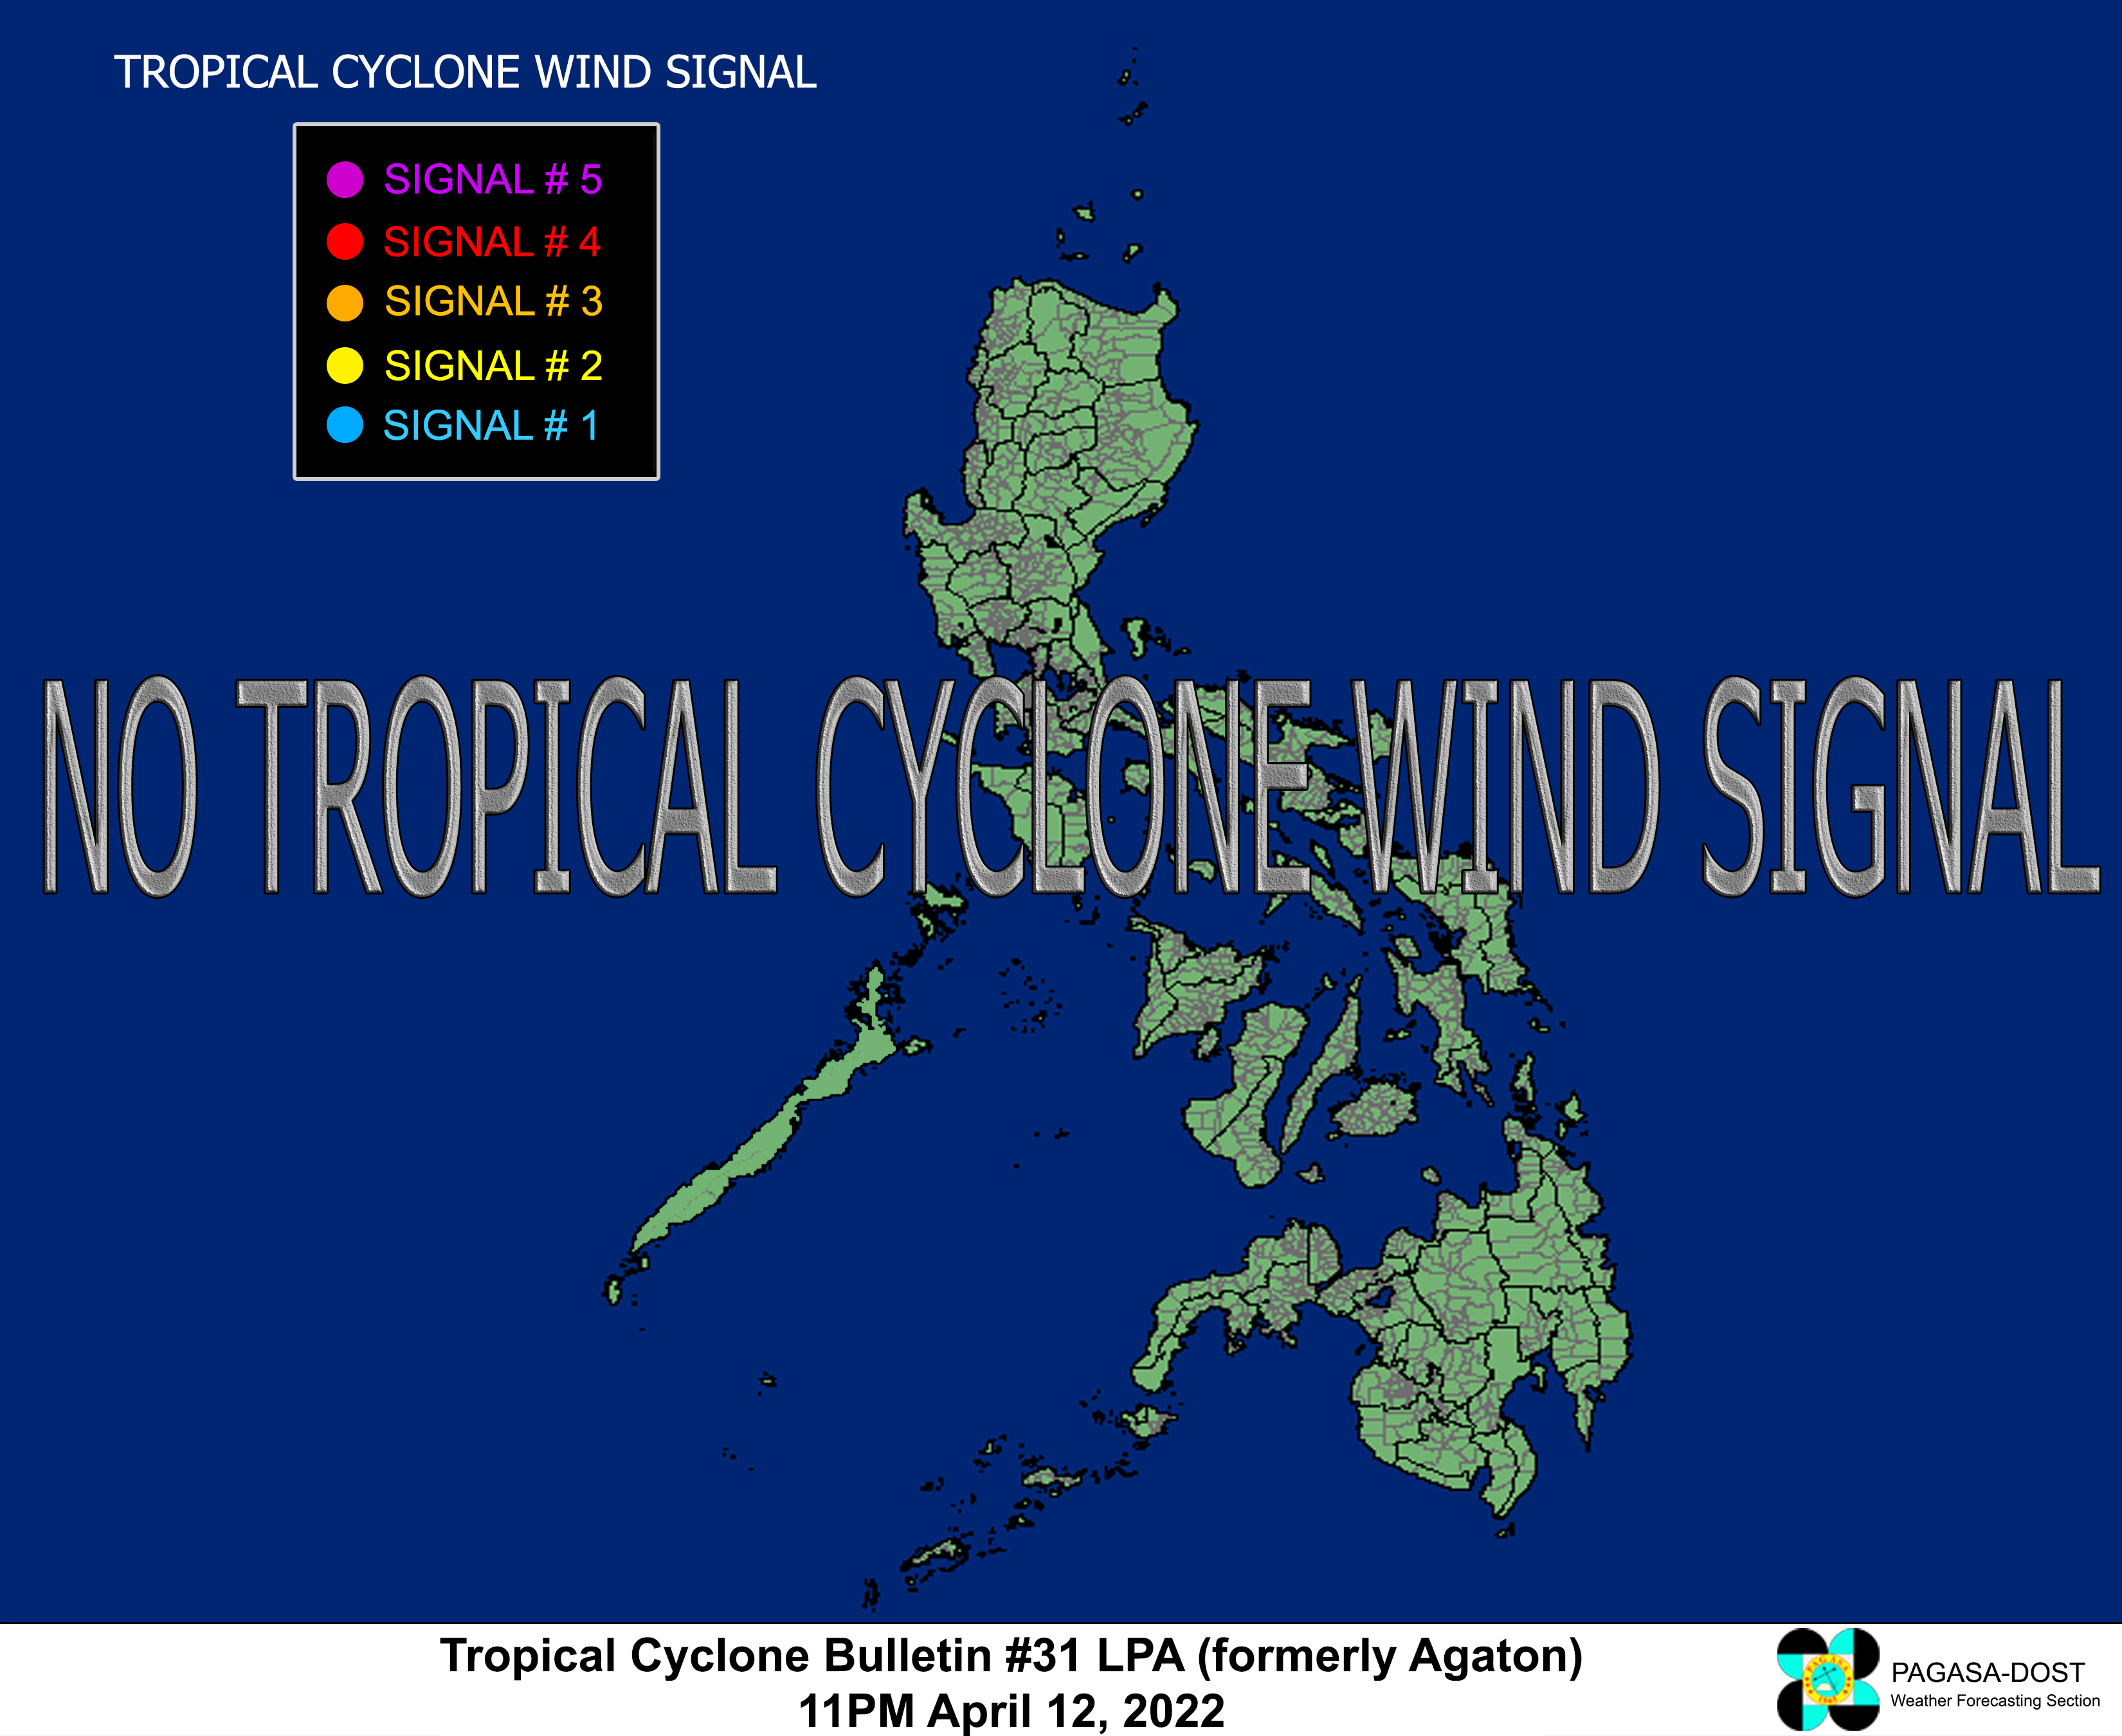 TROPICAL CYCLONE WIND SIGNAL
SIGNAL # 5
SIGNAL # 4
SIGNAL # 3
SIGNAL # 2
SIGNAL # 1
NO TROPICAL CYCLONE WIND SIGNAL
Tropical Cyclone Bulletin #31 LPA (formerly Agaton)
11PM April 12, 2022
PAGASA
PAGASA-DOST
Weather Forecasting Section